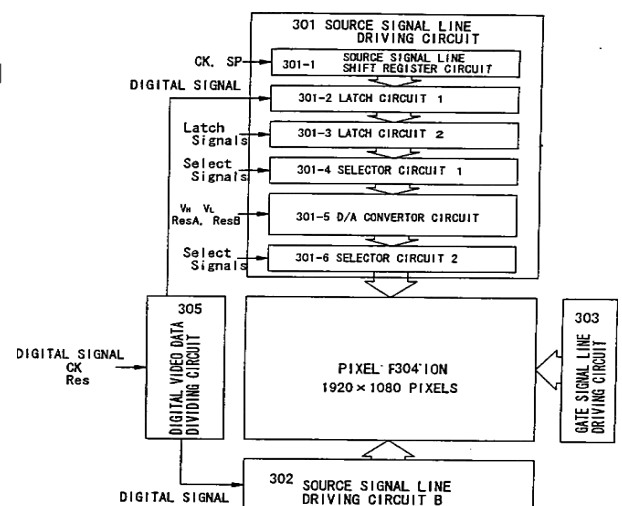 301 SOURCE SIGNAL LINE
DRIVING CIRCUIT
CK, SP
301-1 SOURCE SIGNAL LINE
SHIFT REGISTER CIRCUIT
DIGITAL SIGNAL
301-2 LATCH CIRCUIT 1
Latch
Signals
301-3 LATCH CIRCUIT 2
Select
Signals
301-4 SELECTOR CIRCUIT 1
VH VL
ResA, ResB
301-5 D/A CONVERTOR CIRCUIT
Select
Signals
301-6 SELECTOR CIRCUIT 2
305
DIGITAL VIDEO DATA
DIVIDING CIRCUIT
DIGITAL SIGNAL
CK
Res
PIXEL F304ION
1920×1080 PIXELS
303
GATE SIGNAL LINE
DRIVING CIRCUIT
DIGITAL SIGNAL
302 SOURCE SIGNAL LINE
DRIVING CIRCUIT B